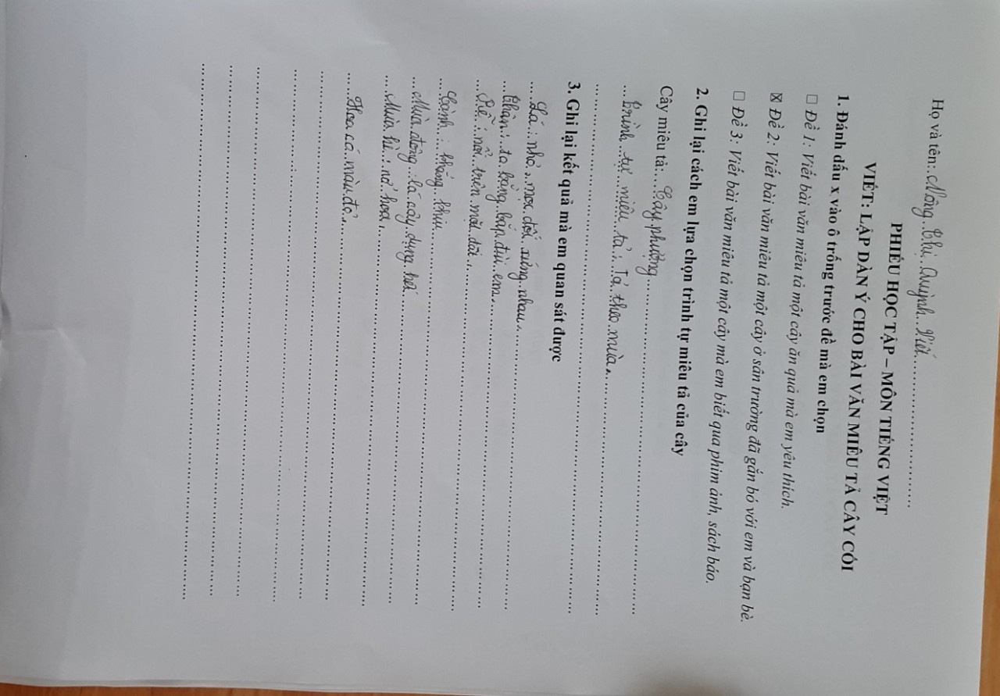 Họ và tên: Nông Thị Quỳnh Viết
PHIẾU HỌC TẬP – MÔN TIẾNG VIỆT
VIẾT: LẬP DÀN Ý CHO BÀI VĂN MIÊU TẢ CÂY CỐI
1. Đánh dấu x vào ô trống trước đề mà em chọn
☐ Đề 1: Viết bài văn miêu tả một cây ăn quả mà em yêu thích.
☒ Đề 2: Viết bài văn miêu tả một cây ở sân trường đã gắn bó với em và bạn bè.
☐ Đề 3: Viết bài văn miêu tả một cây mà em biết qua phim ảnh, sách báo.
2. Ghi lại cách em lựa chọn trình tự miêu tả của cây
Cây miêu tả: Cây phượng
Trình tự miêu tả: Tả theo mùa.
3. Ghi lại kết quả mà em quan sát được
Lá: nhỏ mọc đối xứng nhau.
Thân: to bằng bắp đùi em.
Rễ: nổi trên mặt đất.
Cành: thẳng
Mùa đông lá cây dụng hết
Mùa hè: nở hoa.
Hoa có màu đỏ.